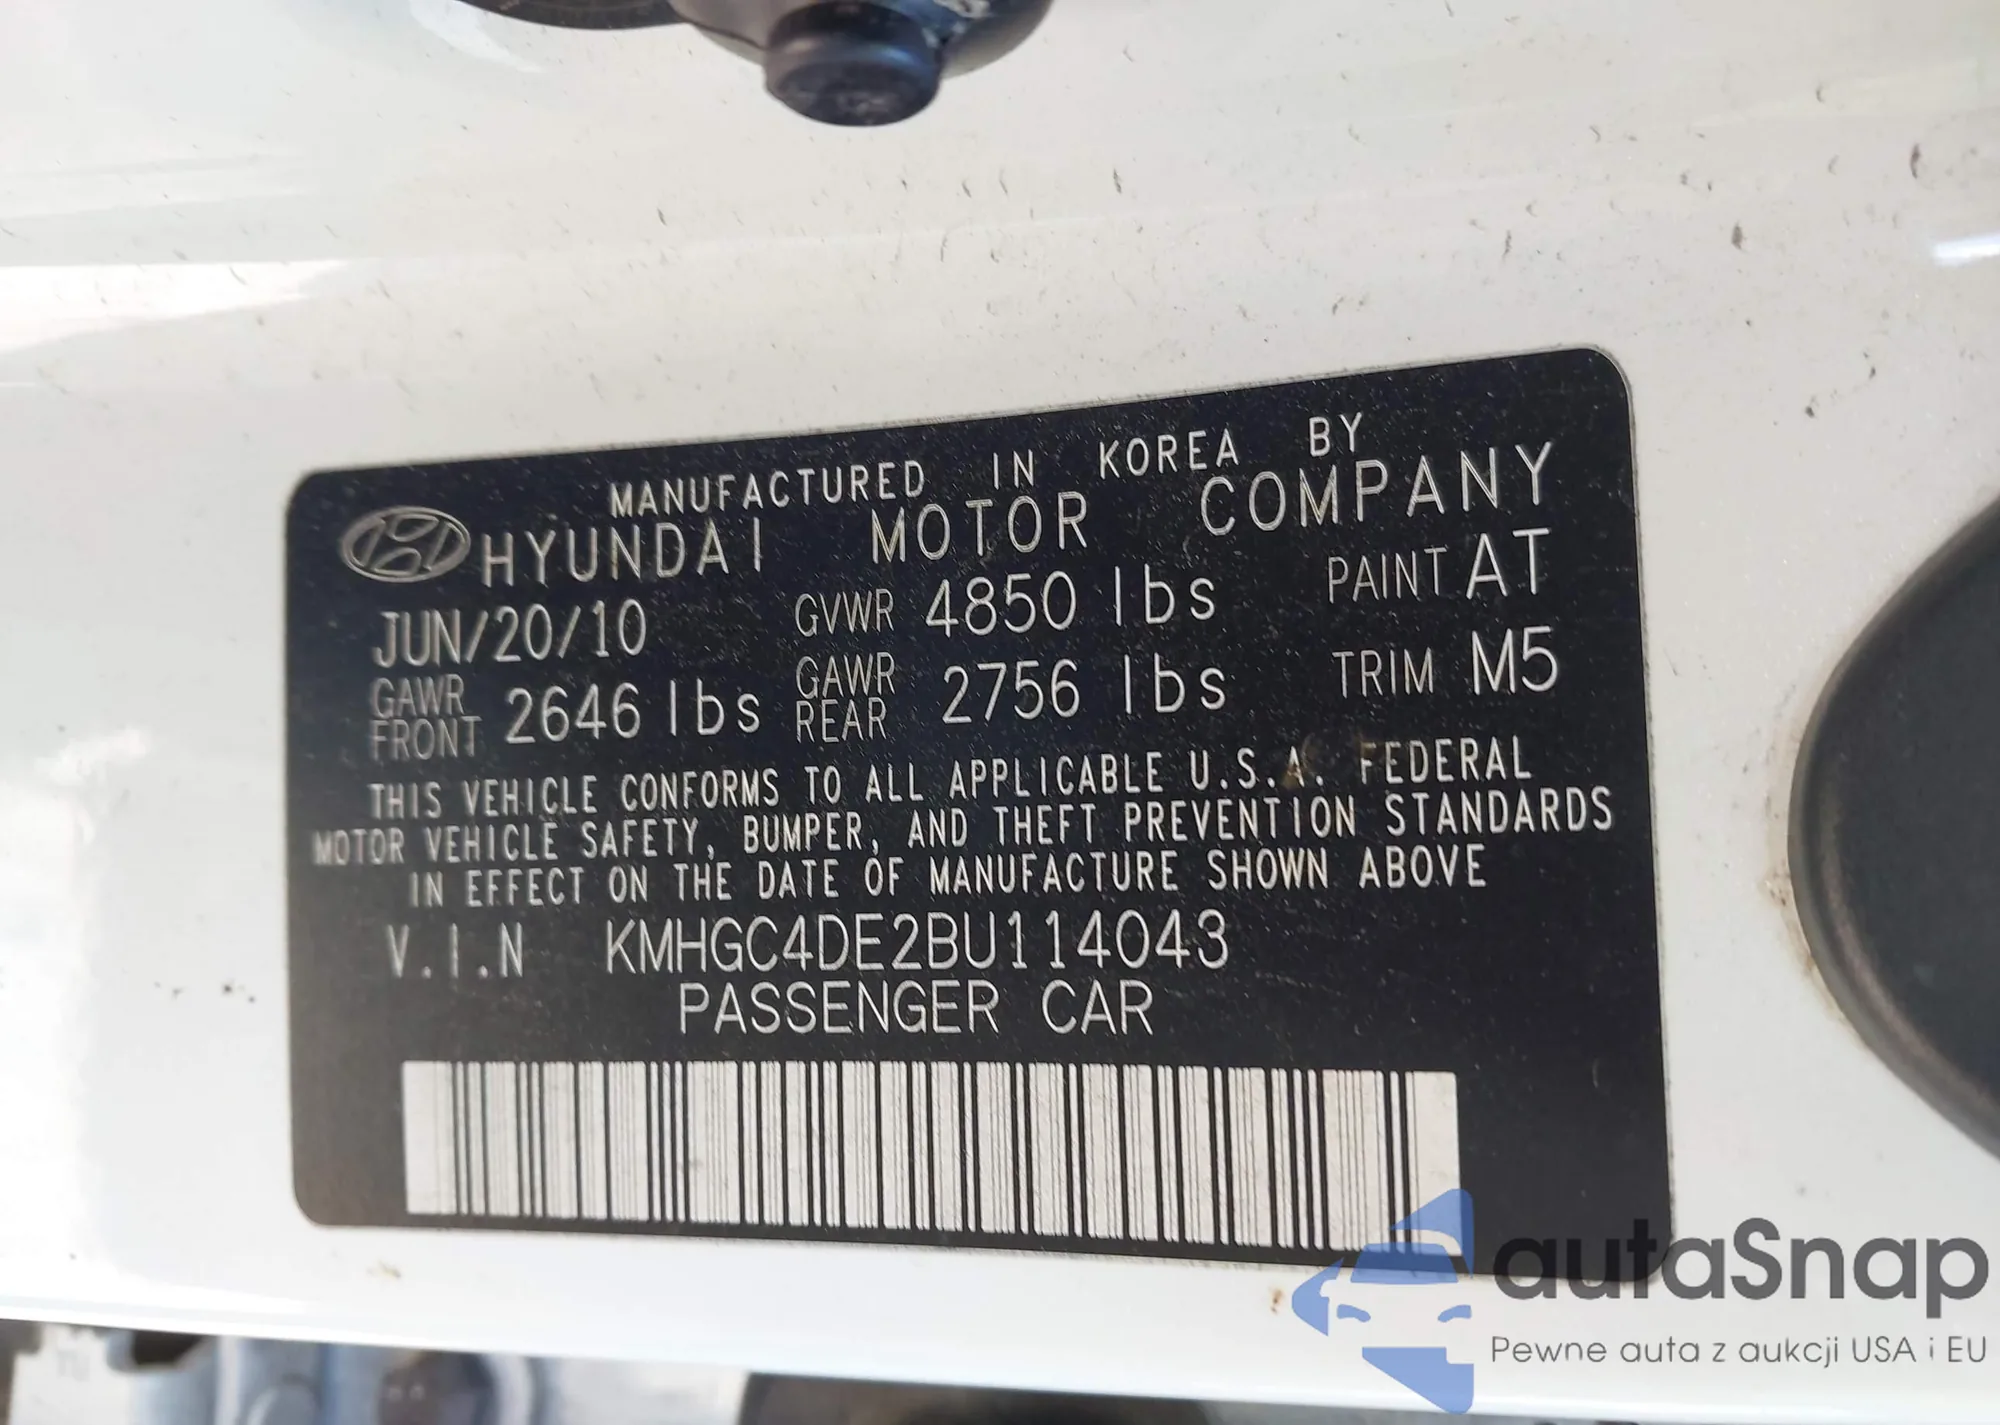 MANUFACTURED IN KOREA BY
HYUNDAI MOTOR COMPANY
JUN/20/10 GVWR 4850 lbs PAINT AT
GAWR FRONT 2646 lbs GAWR REAR 2756 lbs TRIM M5
THIS VEHICLE CONFORMS TO ALL APPLICABLE U.S.A. FEDERAL
MOTOR VEHICLE SAFETY, BUMPER, AND THEFT PREVENTION STANDARDS
IN EFFECT ON THE DATE OF MANUFACTURE SHOWN ABOVE
V.I.N KMHGC4DE2BU114043
PASSENGER CAR
autaSnap
Pewne auta z aukcji USA i EU